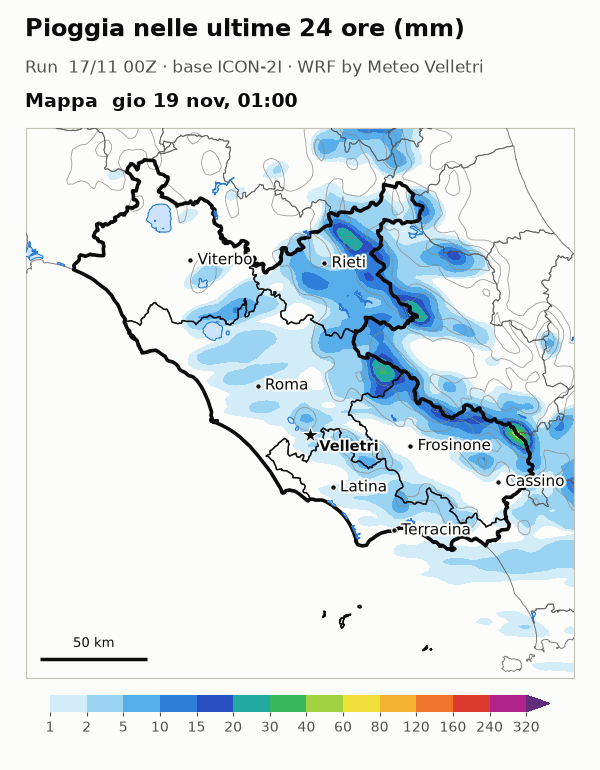 Pioggia nelle ultime 24 ore (mm)
Run 17/11 00Z · base ICON-2I · WRF by Meteo Velletri
Mappa gio 19 nov, 01:00
Viterbo
Rieti
Roma
Velletri
Frosinone
Latina
Cassino
Terracina
50 km
1 2 5 10 15 20 30 40 60 80 120 160 240 320